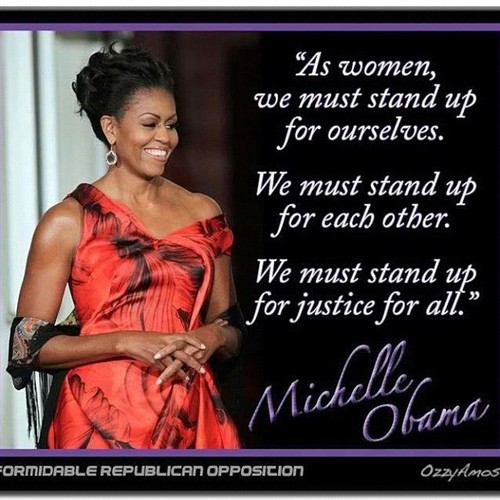 “As women,
we must stand up
for ourselves.
We must stand up
for each other.
We must stand up
for justice for all.”
Michelle
Obama
FORMIDABLE REPUBLICAN OPPOSITION
OzzyAmos